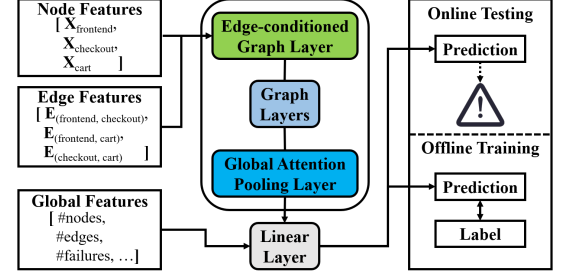 Node Features
[ X_frontend,
X_checkout,
X_cart ]
Edge Features
[ E_(frontend, checkout),
E_(frontend, cart),
E_(checkout, cart) ]
Global Features
[ #nodes,
#edges,
#failures, …]
Edge-conditioned
Graph Layer
Graph
Layers
Global Attention
Pooling Layer
Linear
Layer
Online Testing
Prediction
!
Offline Training
Prediction
Label